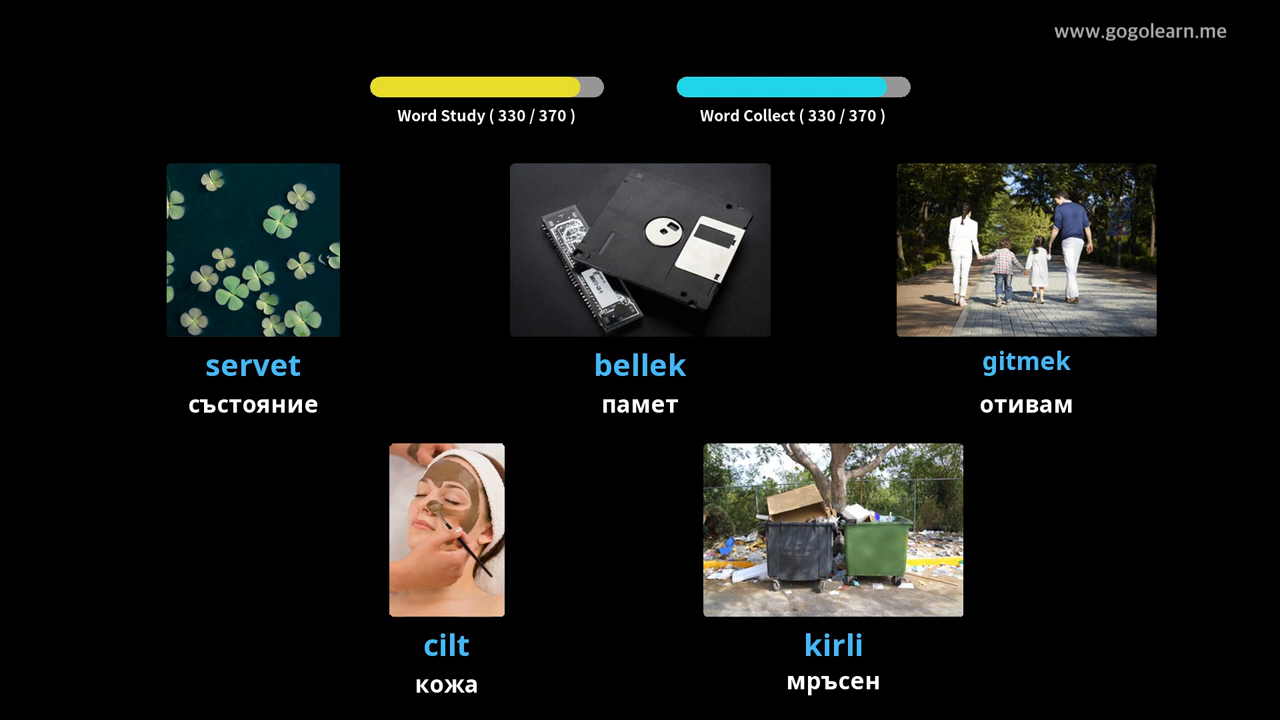 www.gogolearn.me
Word Study ( 330 / 370 )
Word Collect ( 330 / 370 )
servet
състояние
bellek
памет
gitmek
отивам
cilt
кожа
kirli
мръсен